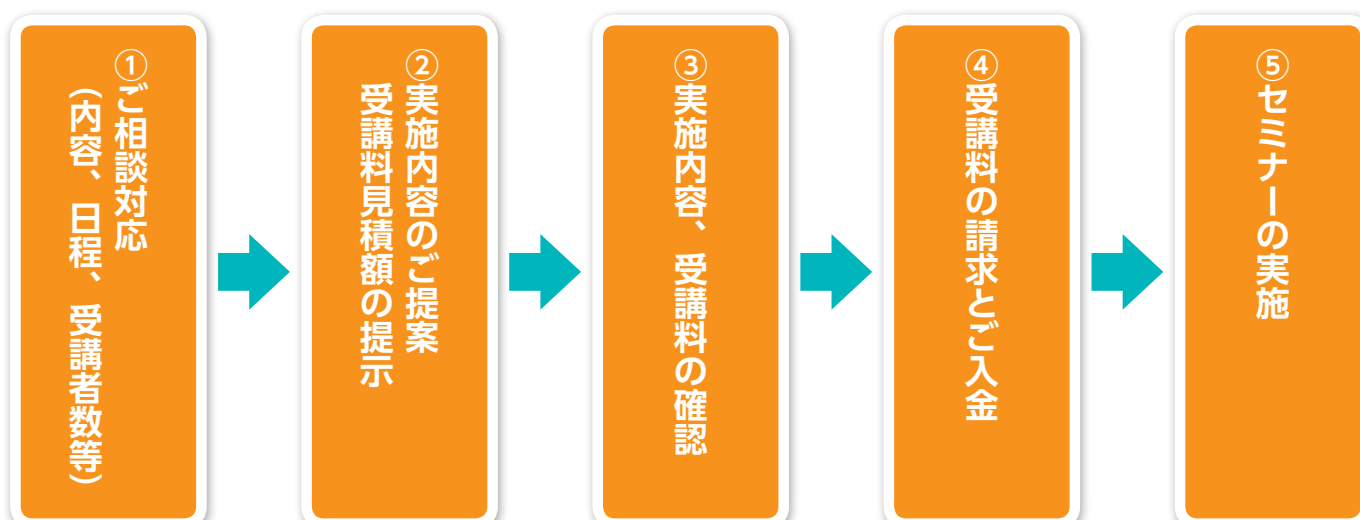 ①ご相談対応
（内容、日程、受講者数等）
②実施内容のご提案
受講料見積額の提示
③実施内容、受講料の確認
④受講料の請求とご入金
⑤セミナーの実施